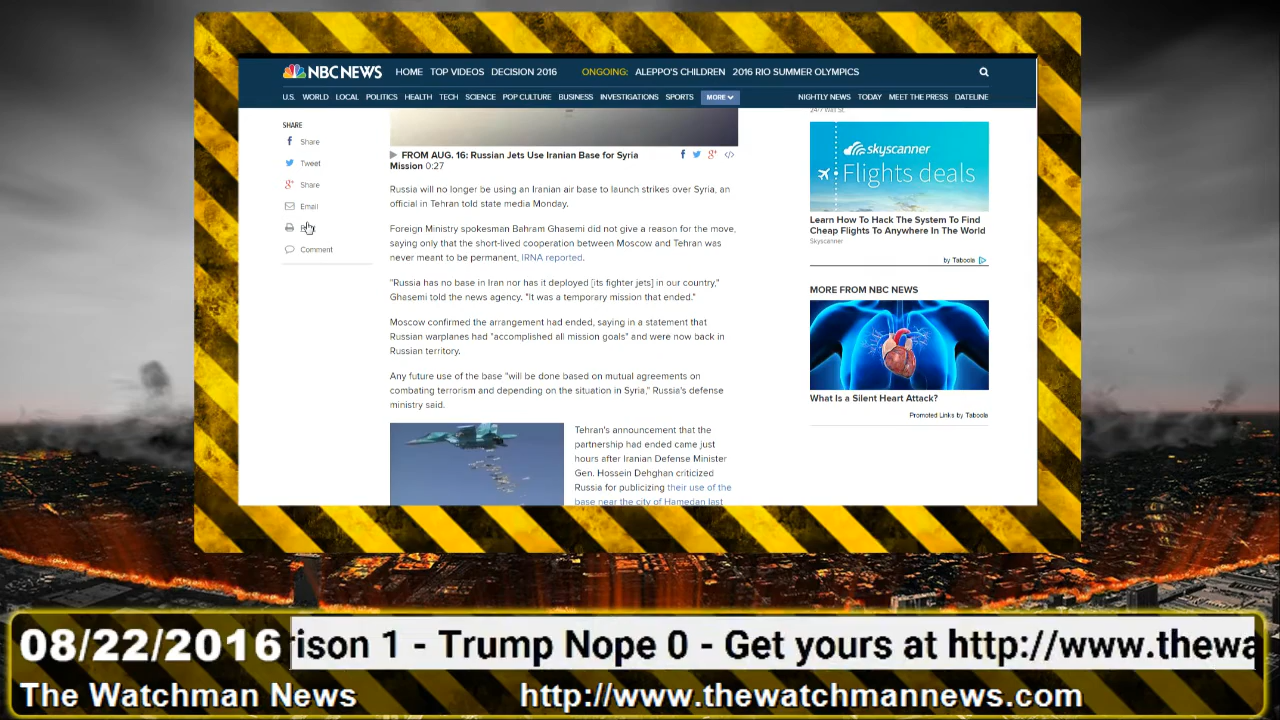 NBC NEWS HOME TOP VIDEOS DECISION 2016 ONGOING: ALEPPO'S CHILDREN 2016 RIO SUMMER OLYMPICS
U.S. WORLD LOCAL POLITICS HEALTH TECH SCIENCE POP CULTURE BUSINESS INVESTIGATIONS SPORTS MORE NIGHTLY NEWS TODAY MEET THE PRESS DATELINE
SHARE
Share
Tweet
Share
Email
Comment
FROM AUG. 16: Russian Jets Use Iranian Base for Syria
Mission 0:27
Russia will no longer be using an Iranian air base to launch strikes over Syria, an
official in Tehran told state media Monday.
Foreign Ministry spokesman Bahram Ghasemi did not give a reason for the move,
saying only that the short-lived cooperation between Moscow and Tehran was
never meant to be permanent, IRNA reported.
"Russia has no base in Iran nor has it deployed [its fighter jets] in our country,"
Ghasemi told the news agency. "It was a temporary mission that ended."
Moscow confirmed the arrangement had ended, saying in a statement that
Russian warplanes had "accomplished all mission goals" and were now back in
Russian territory.
Any future use of the base "will be done based on mutual agreements on
combating terrorism and depending on the situation in Syria," Russia's defense
ministry said.
Tehran's announcement that the
partnership had ended came just
hours after Iranian Defense Minister
Gen. Hossein Dehghan criticized
Russia for publicizing their use of the
base near the city of Hamedan last
24/7 Wall St.
skyscanner
Flights deals
Learn How To Hack The System To Find
Cheap Flights To Anywhere In The World
Skyscanner
by Taboola
MORE FROM NBC NEWS
What Is a Silent Heart Attack?
Promoted Links by Taboola
08/22/2016 rison 1 - Trump Nope 0 - Get yours at http://www.thewa
The Watchman News http://www.thewatchmannews.com